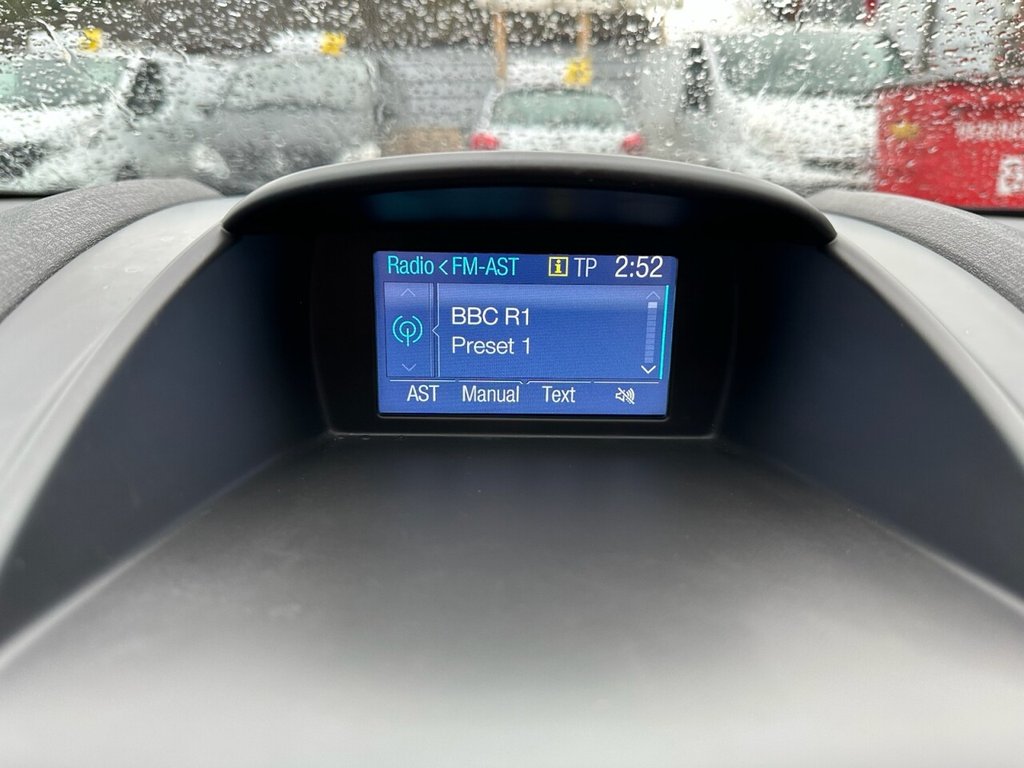 Radio < FM-AST i TP 2:52
BBC R1
Preset 1
AST Manual Text